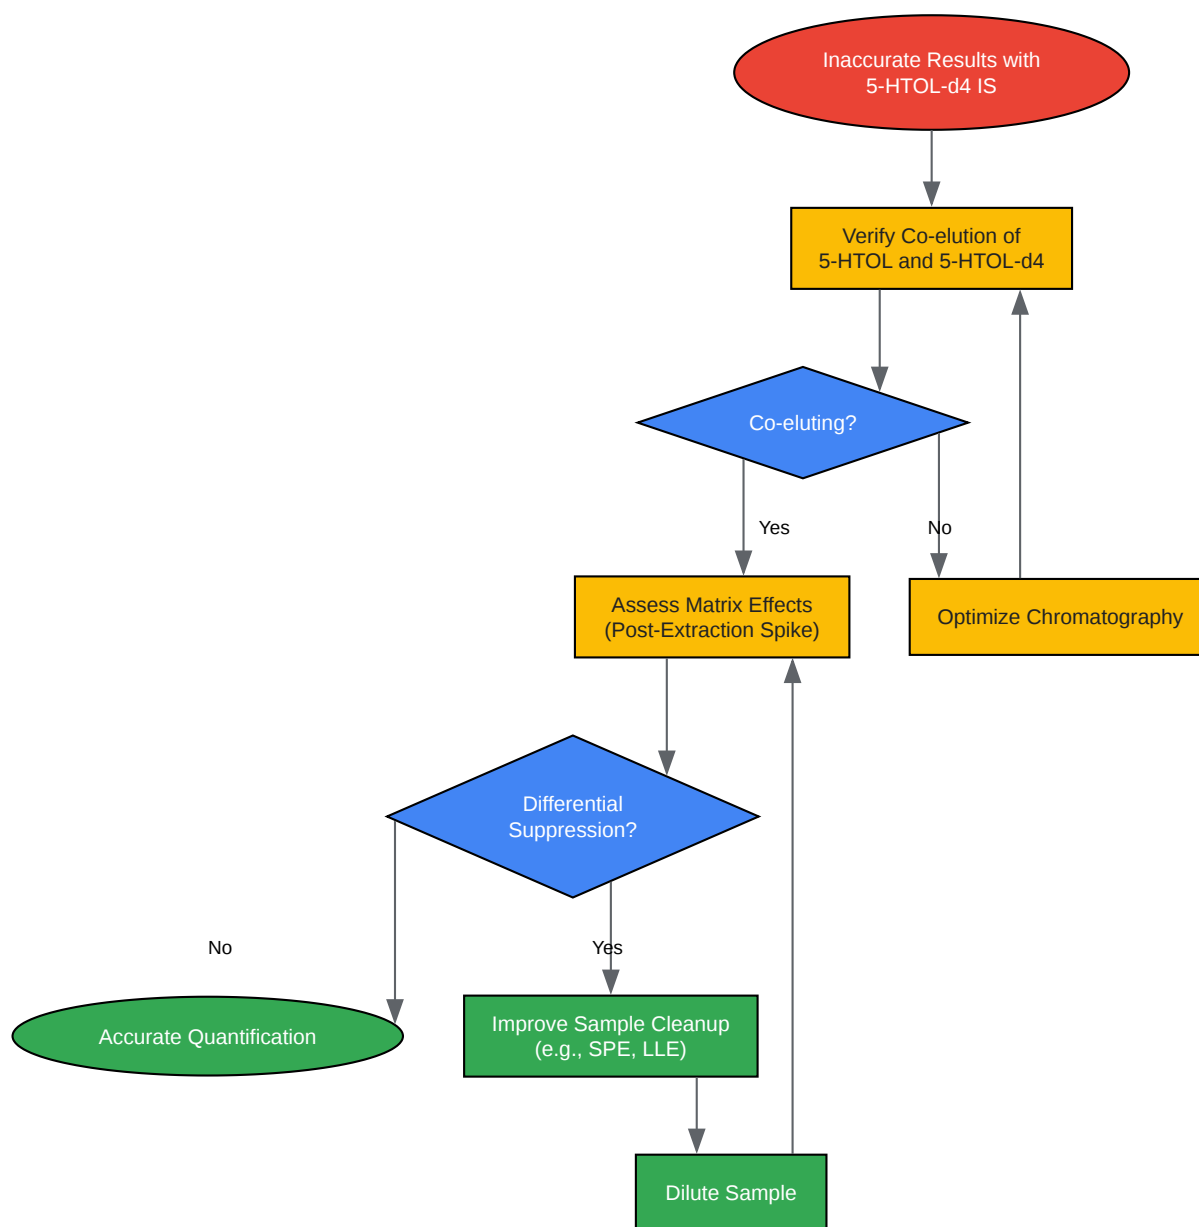 Inaccurate Results with
5-HTOL-d4 IS
Verify Co-elution of
5-HTOL and 5-HTOL-d4
Co-eluting?
Yes
No
Assess Matrix Effects
(Post-Extraction Spike)
Optimize Chromatography
Differential
Suppression?
No
Yes
Accurate Quantification
Improve Sample Cleanup
(e.g., SPE, LLE)
Dilute Sample